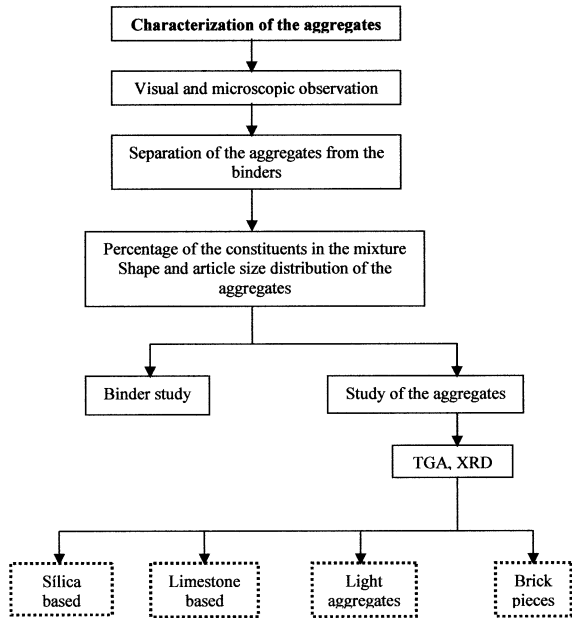 Characterization of the aggregates
Visual and microscopic observation
Separation of the aggregates from the
binders
Percentage of the constituents in the mixture
Shape and article size distribution of the
aggregates
Binder study
Study of the aggregates
TGA, XRD
Sílica
based
Limestone
based
Light
aggregates
Brick
pieces